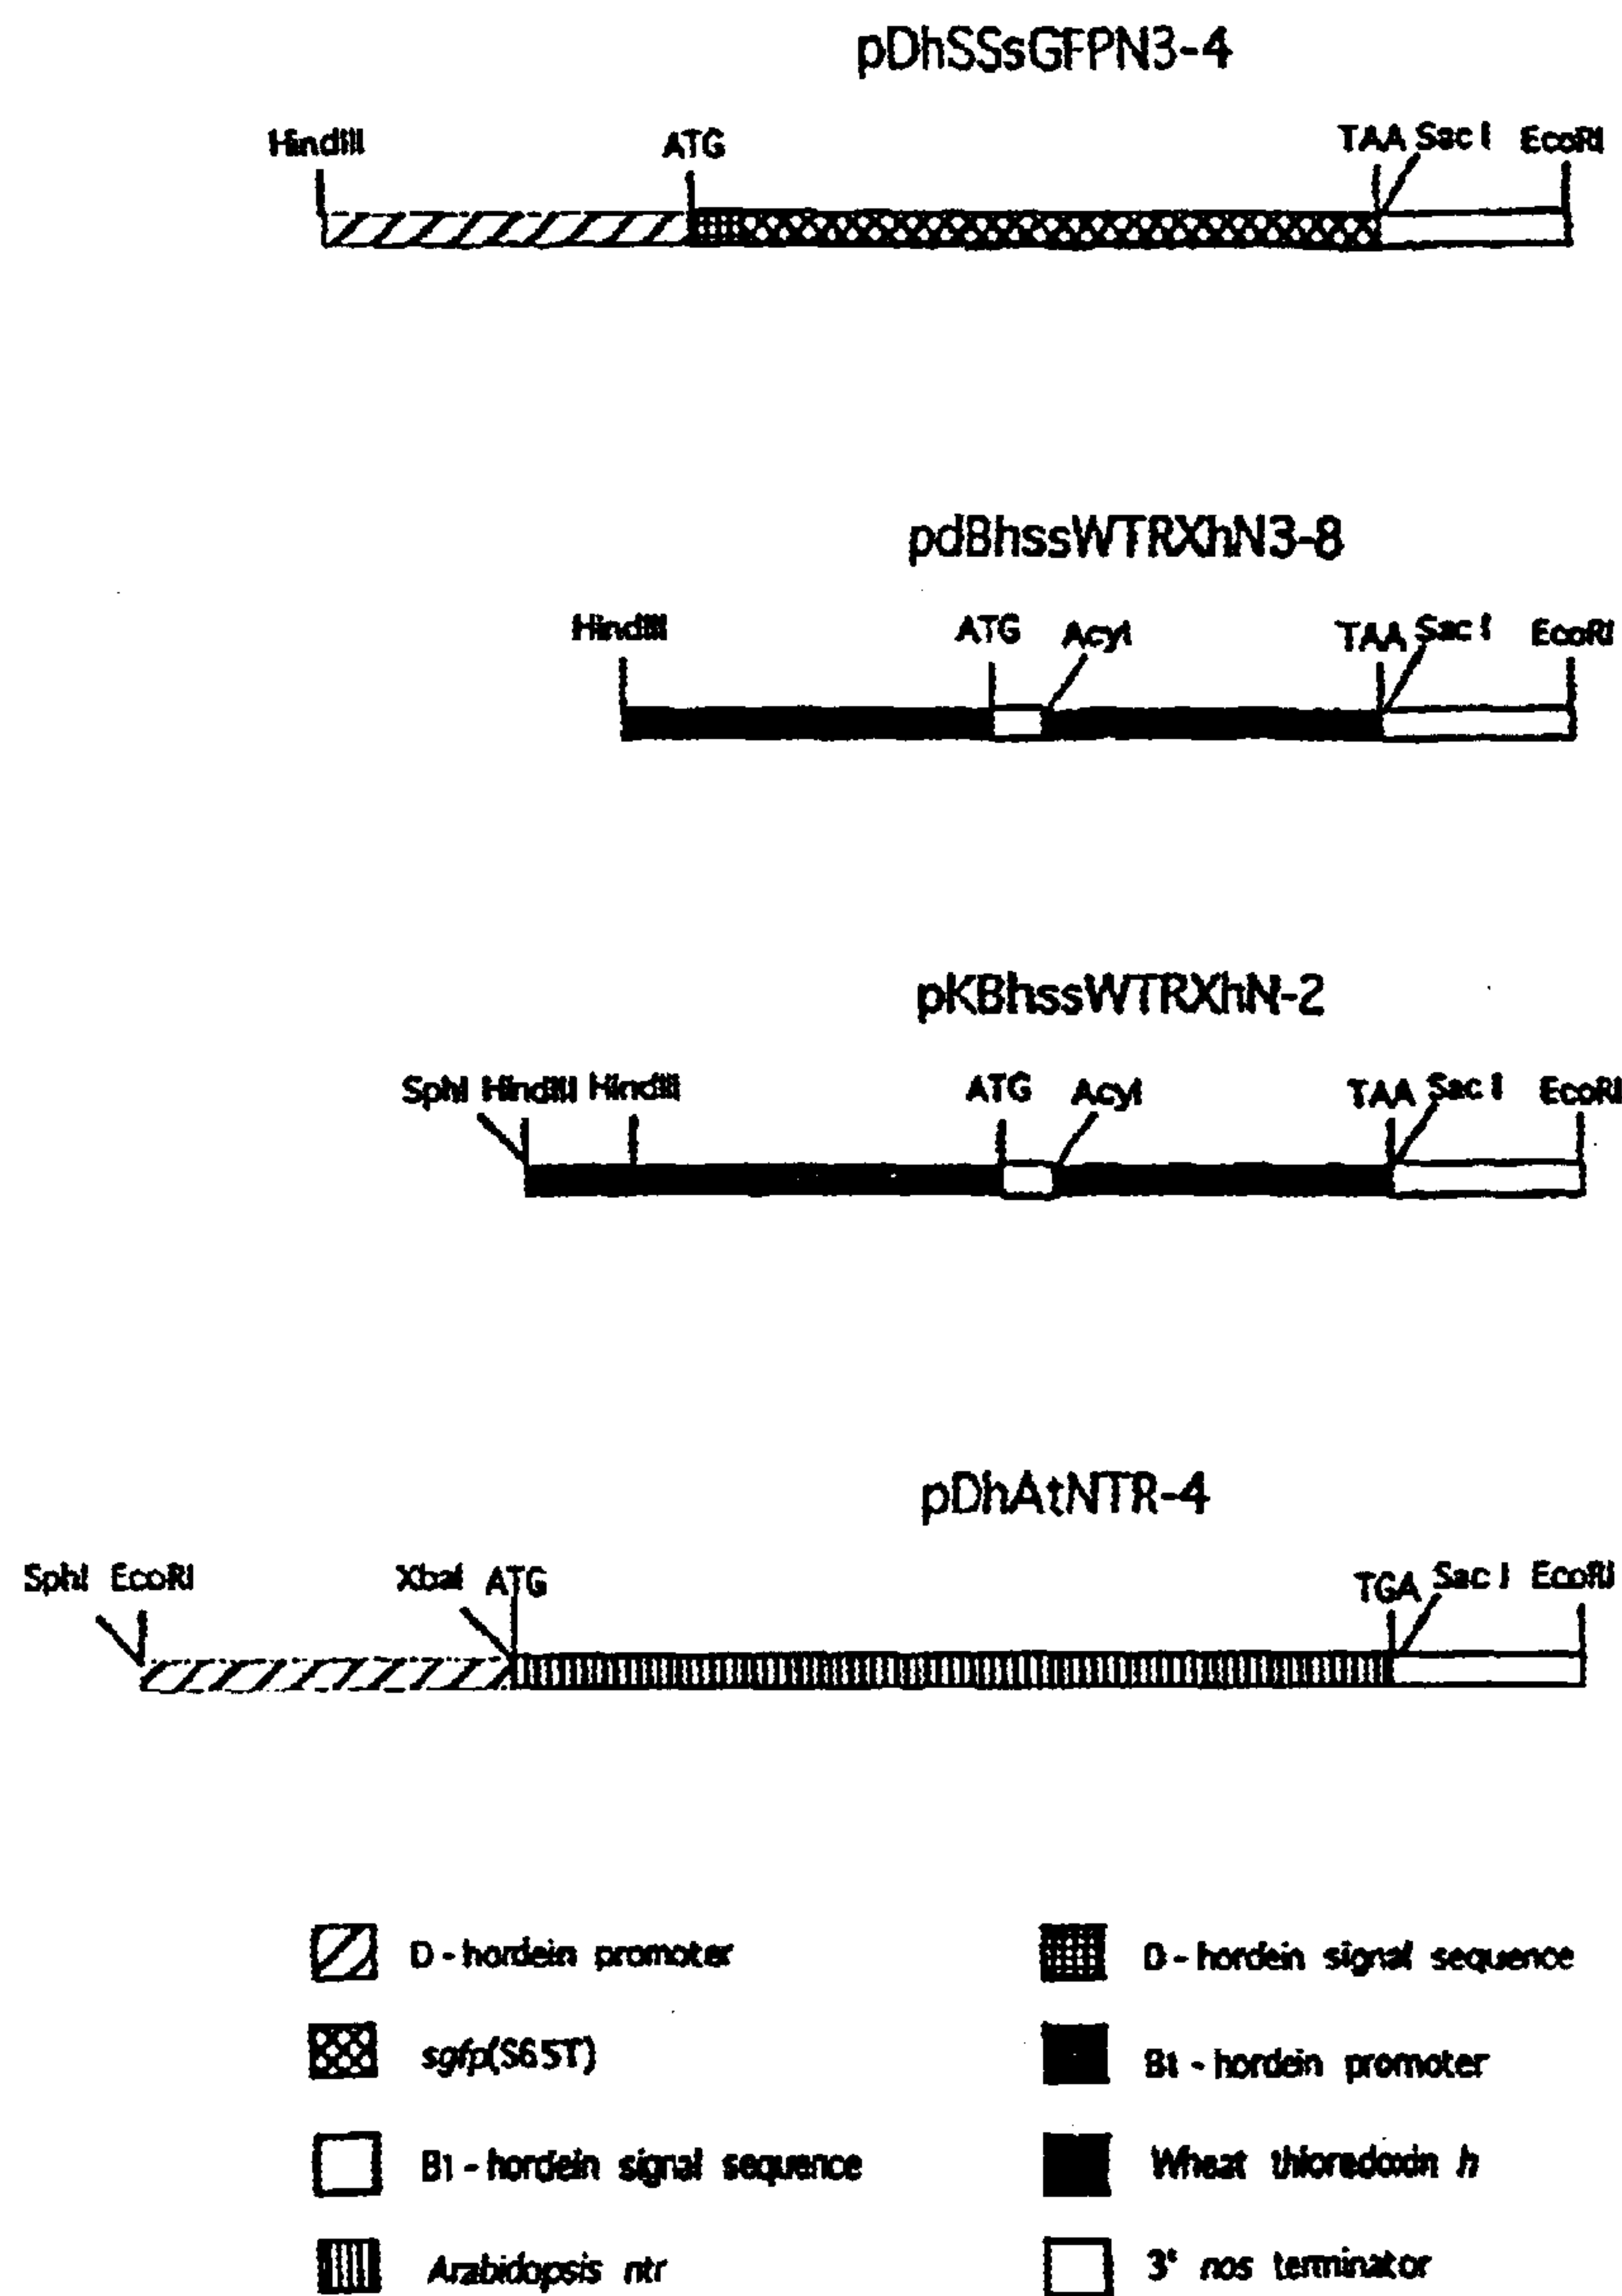 pDhSSsGFPN3-4
HindIII ATG TAA Sac I EcoRI
pdBhssWTRXhN3-8
HindIII ATG AcyI TAA Sac I EcoRI
pKBhssWTRXhN-2
SphI HindIII HindIII ATG AcyI TAA Sac I EcoRI
pDhAtNTR-4
SphI EcoRI XbaI ATG TGA Sac I EcoRI
D - hordein promoter
D - hordein signal sequence
sgfp(S65T)
B1 - hordein promoter
B1 - hordein signal sequence
Wheat thioredoxin h
Arabidopsis ntr
3' nos terminator